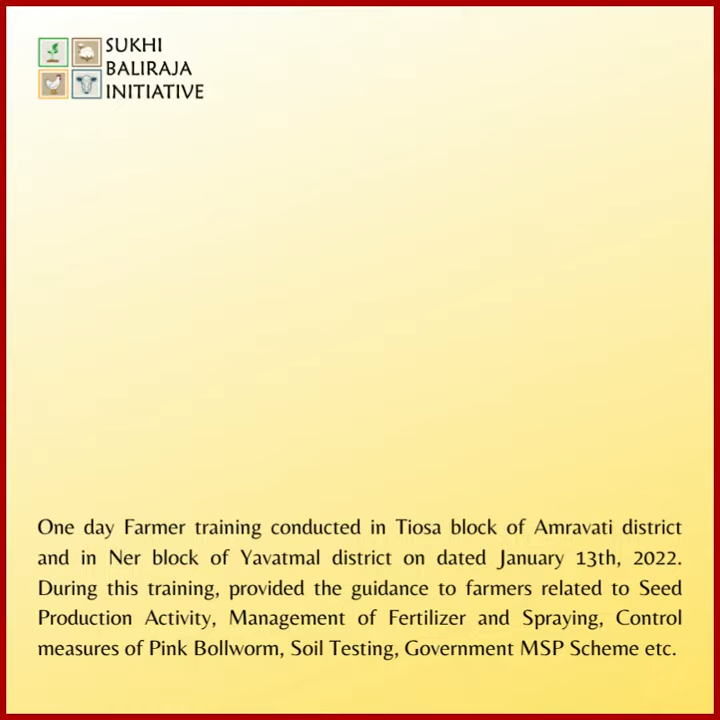 SUKHI
BALIRAJA
INITIATIVE
One day Farmer training conducted in Tiosa block of Amravati district
and in Ner block of Yavatmal district on dated January 13th, 2022.
During this training, provided the guidance to farmers related to Seed
Production Activity, Management of Fertilizer and Spraying, Control
measures of Pink Bollworm, Soil Testing, Government MSP Scheme etc.